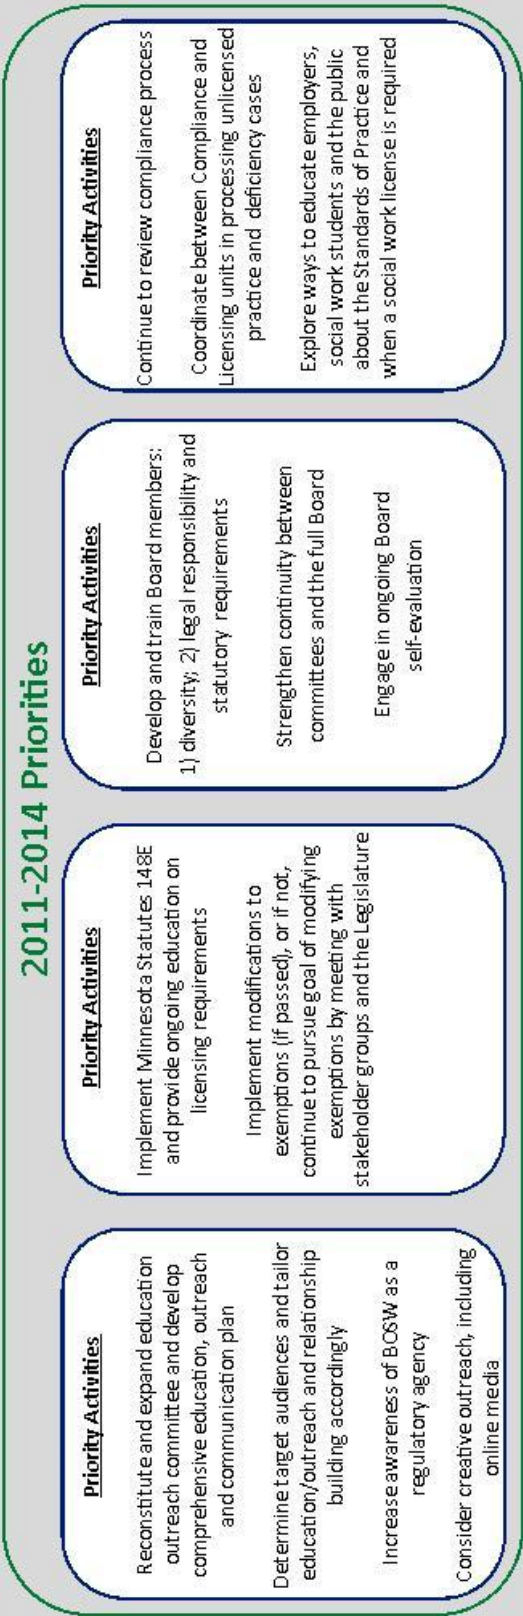 2011-2014 Priorities
Priority Activities
Reconstitute and expand education
outreach committee and develop
comprehensive education, outreach
and communication plan
Determine target audiences and tailor
education/outreach and relationship
building accordingly
Increase awareness of BOSW as a
regulatory agency
Consider creative outreach, including
online media
Priority Activities
Implement Minnesota Statutes 148E
and provide ongoing education on
licensing requirements
Implement modifications to
exemptions (if passed), or if not,
continue to pursue goal of modifying
exemptions by meeting with
stakeholder groups and the Legislature
Priority Activities
Develop and train Board members:
1) diversity; 2) legal responsibility and
statutory requirements
Strengthen continuity between
committees and the full Board
Engage in ongoing Board
self-evaluation
Priority Activities
Continue to review compliance process
Coordinate between Compliance and
Licensing units in processing unlicensed
practice and deficiency cases
Explore ways to educate employers,
social work students and the public
about the Standards of Practice and
when a social work license is required